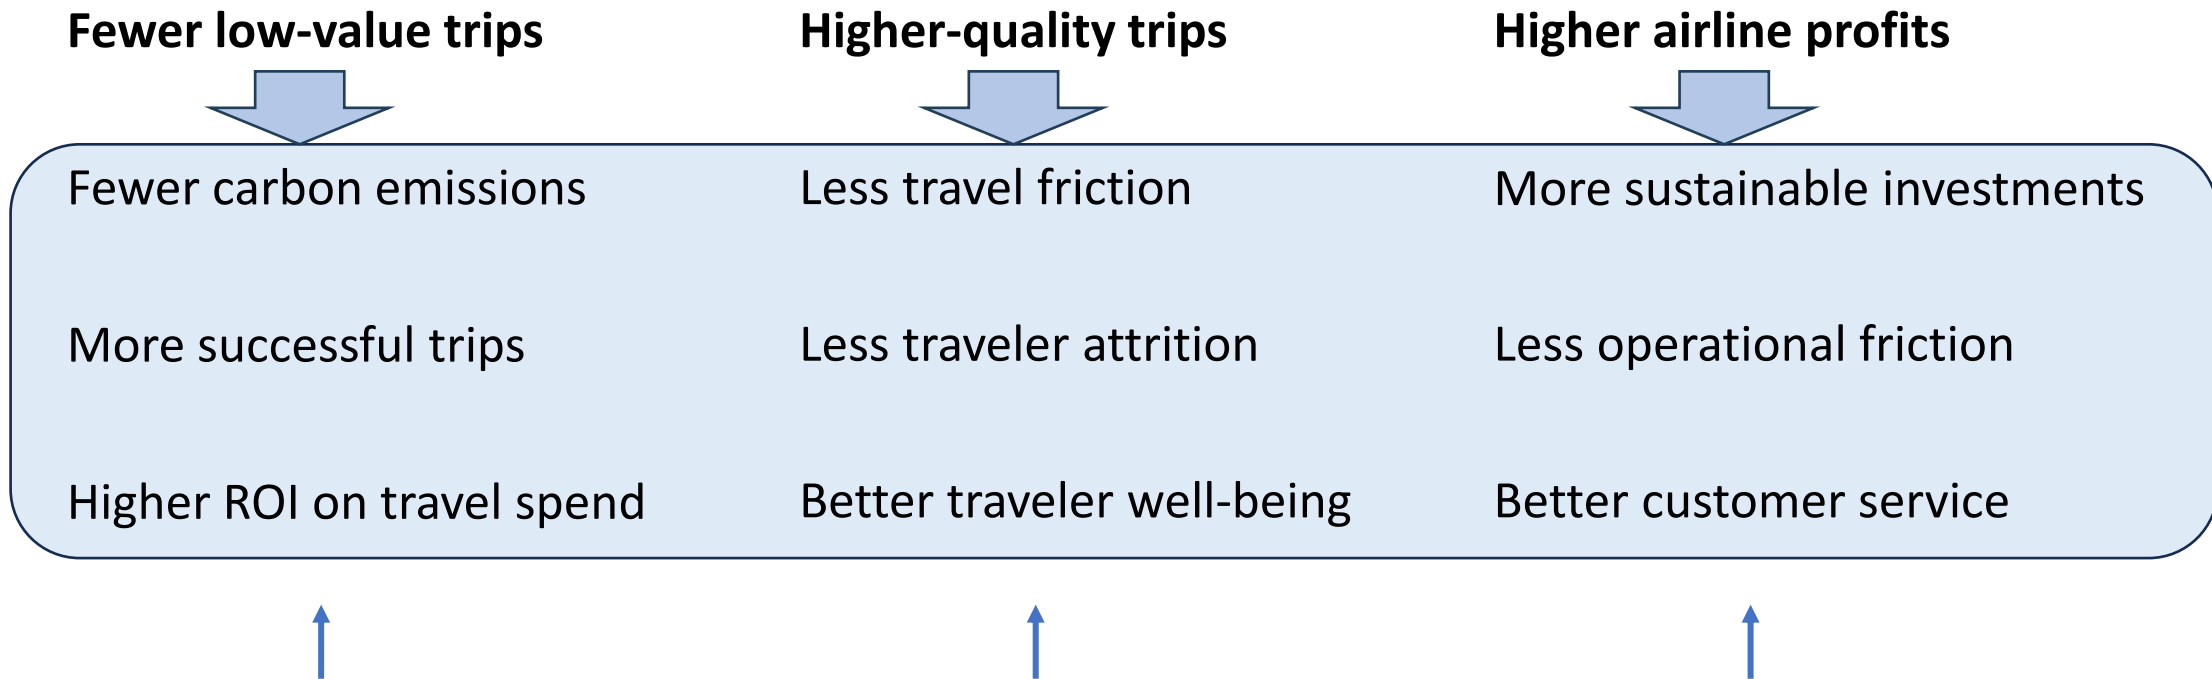 Fewer low-value trips
Higher-quality trips
Higher airline profits
Fewer carbon emissions
Less travel friction
More sustainable investments
More successful trips
Less traveler attrition
Less operational friction
Higher ROI on travel spend
Better traveler well-being
Better customer service